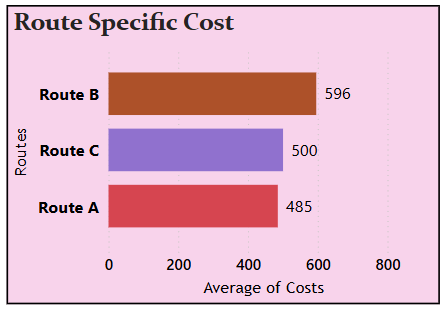 Route Specific Cost
Routes
Route B
596
Route C
500
Route A
485
0 200 400 600 800
Average of Costs